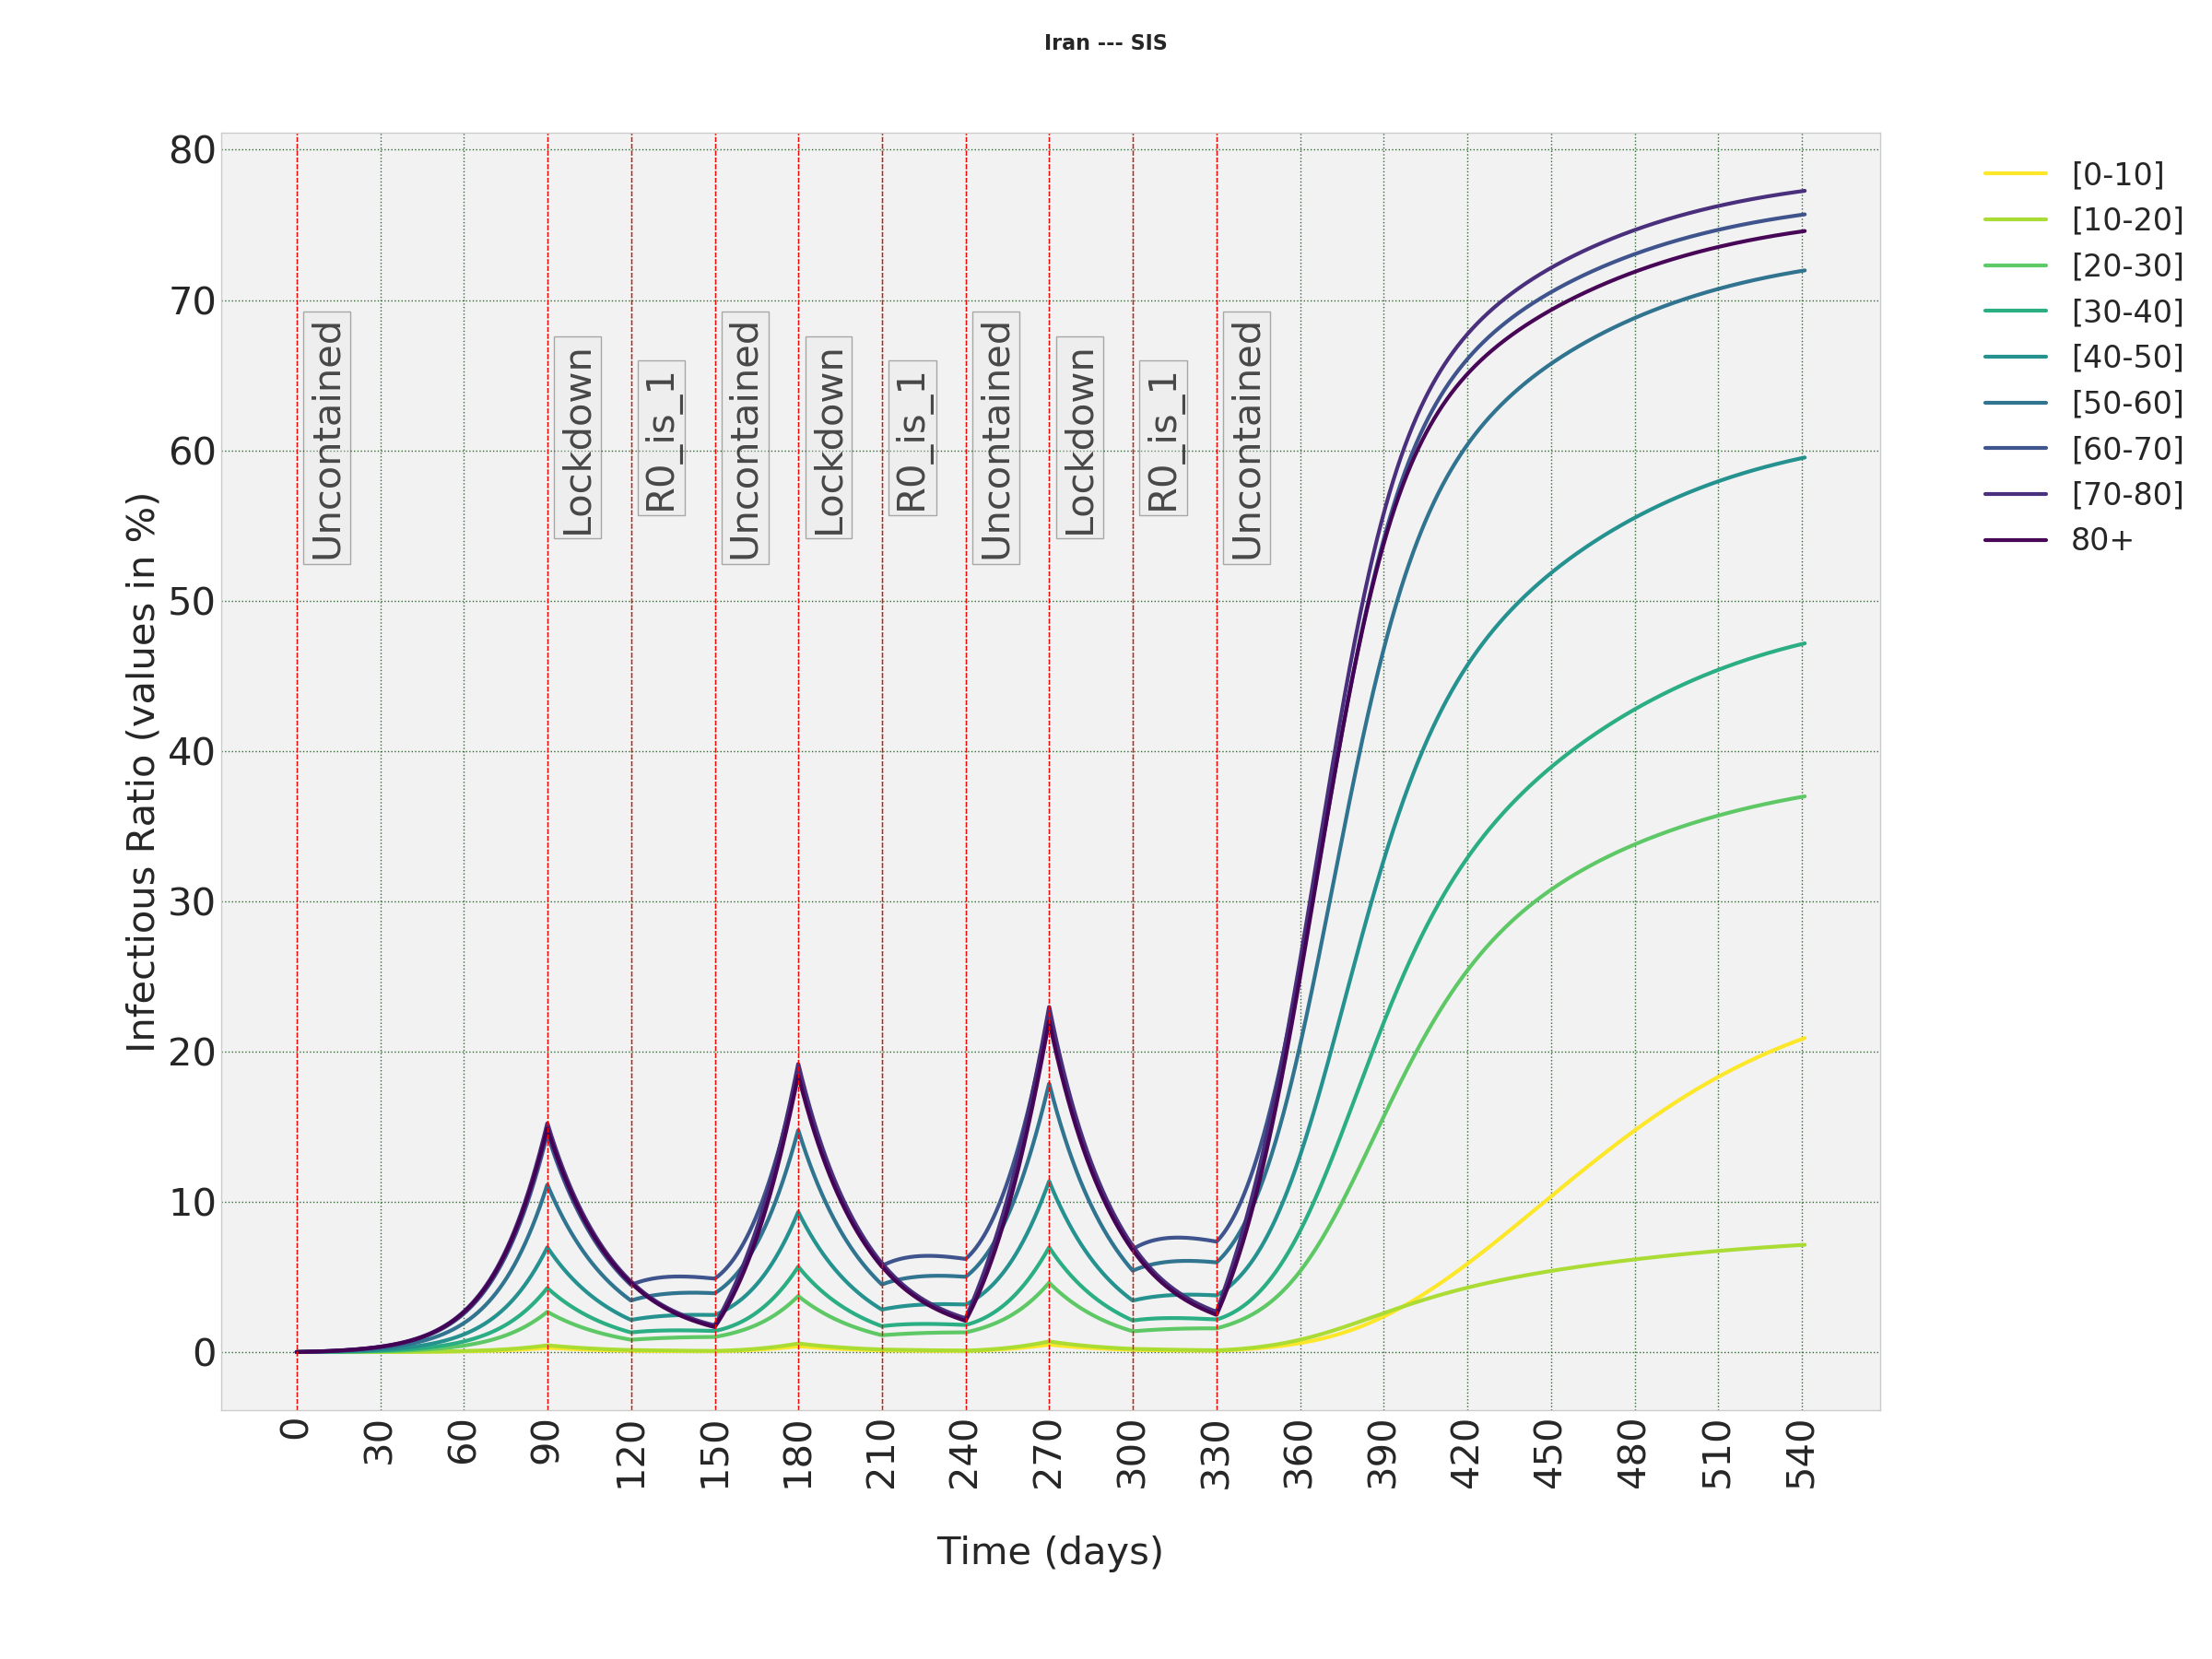 Iran --- SIS
Infectious Ratio (values in %)
80
70
60
50
40
30
20
10
0
Uncontained
Lockdown
R0_is_1
Uncontained
Lockdown
R0_is_1
Uncontained
Lockdown
R0_is_1
Uncontained
0
30
60
90
120
150
180
210
240
270
300
330
360
390
420
450
480
510
540
Time (days)
[0-10]
[10-20]
[20-30]
[30-40]
[40-50]
[50-60]
[60-70]
[70-80]
80+